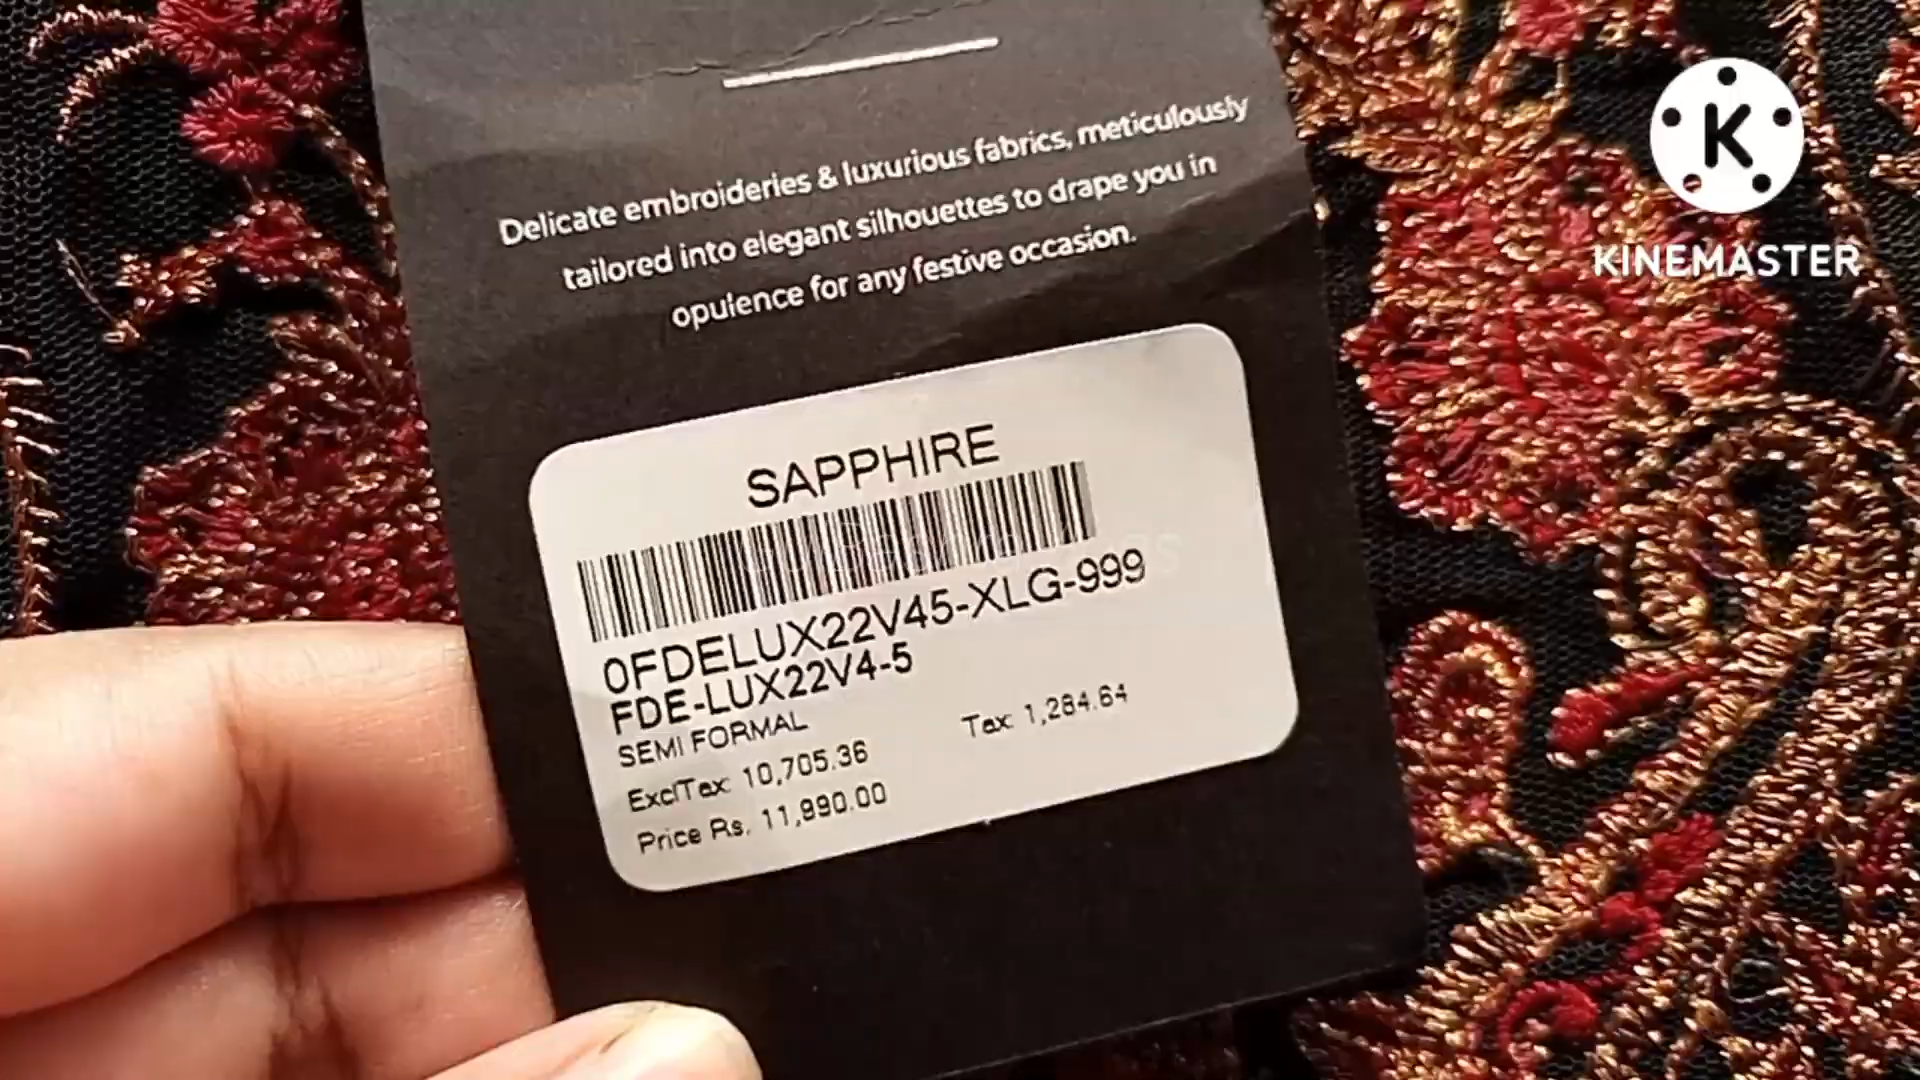 Delicate embroideries & luxurious fabrics, meticulously
tailored into elegant silhouettes to drape you in
opulence for any festive occasion.
K
KINEMASTER
SAPPHIRE
0FDELUX22V45-XLG-999
FDE-LUX22V4-5
SEMI FORMAL
ExclTax: 10,705.36 Tax: 1,284.64
Price Rs. 11,990.00